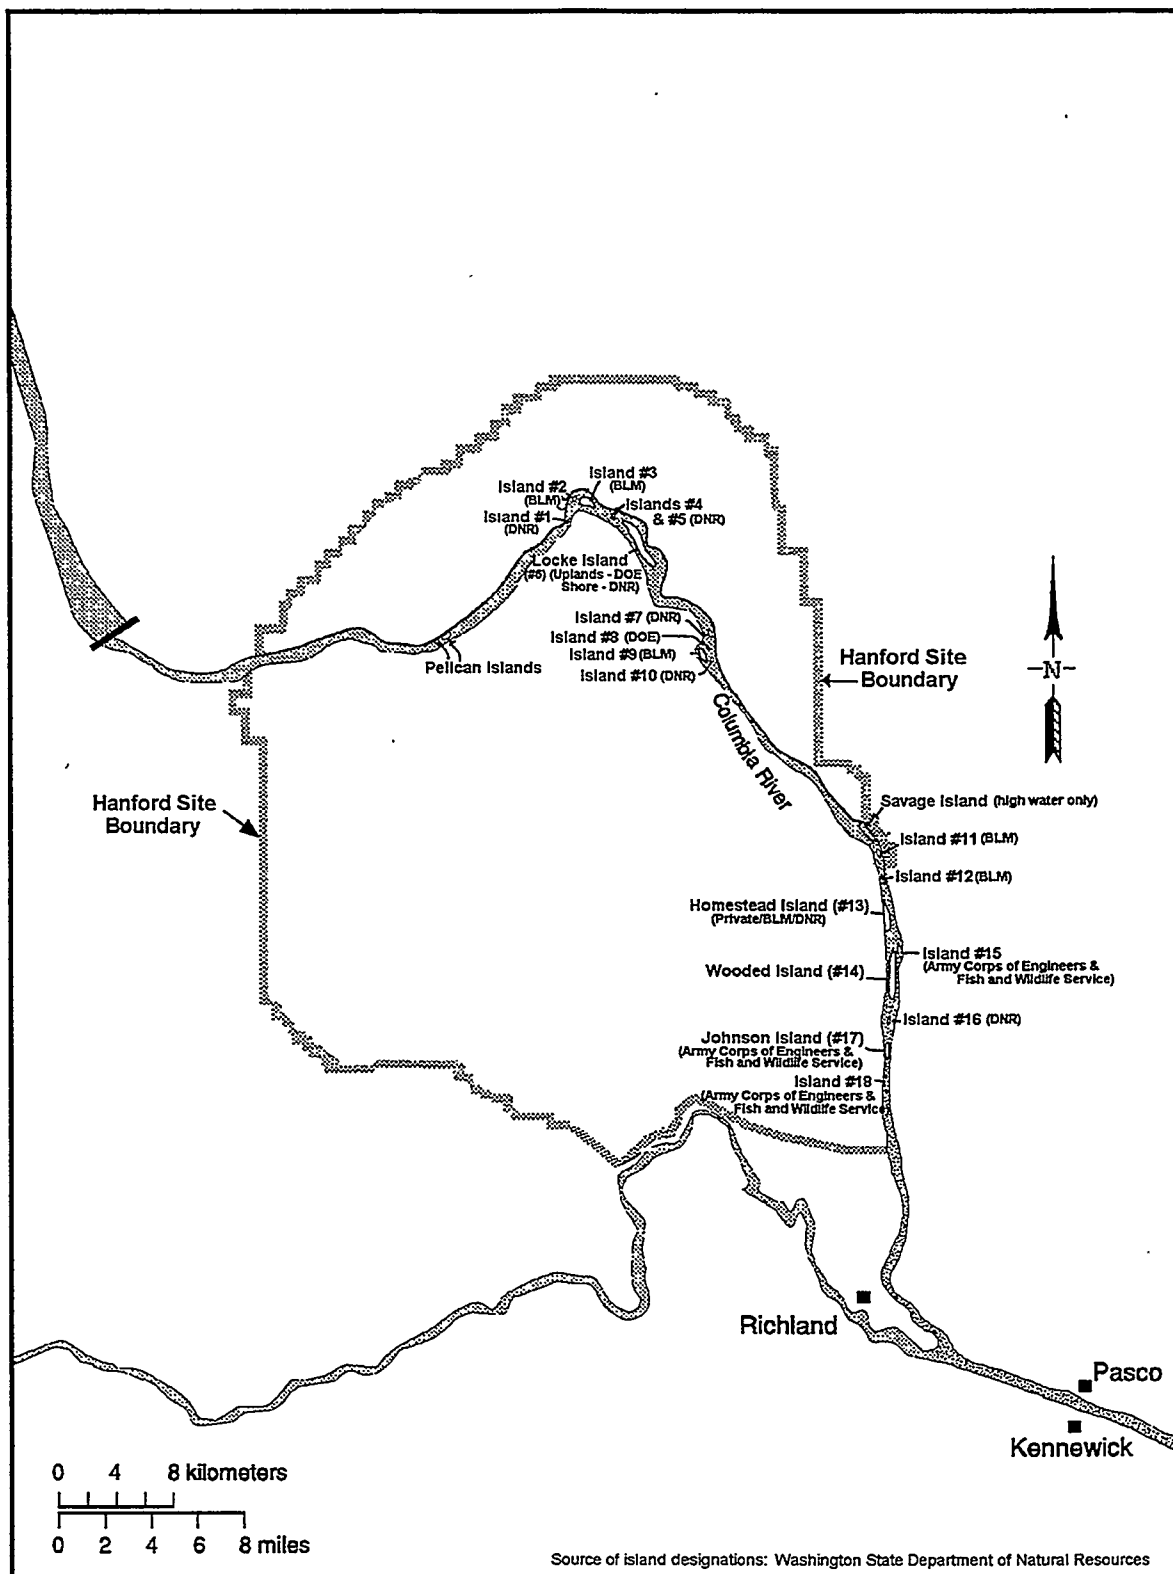 Island #3
(BLM)
Island #2
(BLM)
Islands #4
& #5 (DNR)
Island #1
(DNR)
Locke Island
(#6) (Uplands - DOE
Shore - DNR)
Island #7 (DNR)
Island #8 (DOE)
Island #9 (BLM)
Island #10 (DNR)
Pelican Islands
Hanford Site
Boundary
N
Columbia River
Hanford Site
Boundary
Savage Island (high water only)
Island #11 (BLM)
Island #12 (BLM)
Homestead Island (#13)
(Private/BLM/DNR)
Island #15
(Army Corps of Engineers &
Fish and Wildlife Service)
Wooded Island (#14)
Island #16 (DNR)
Johnson Island (#17)
(Army Corps of Engineers &
Fish and Wildlife Service)
Island #18
(Army Corps of Engineers &
Fish and Wildlife Service
Richland
Pasco
Kennewick
0 4 8 kilometers
0 2 4 6 8 miles
Source of island designations: Washington State Department of Natural Resources